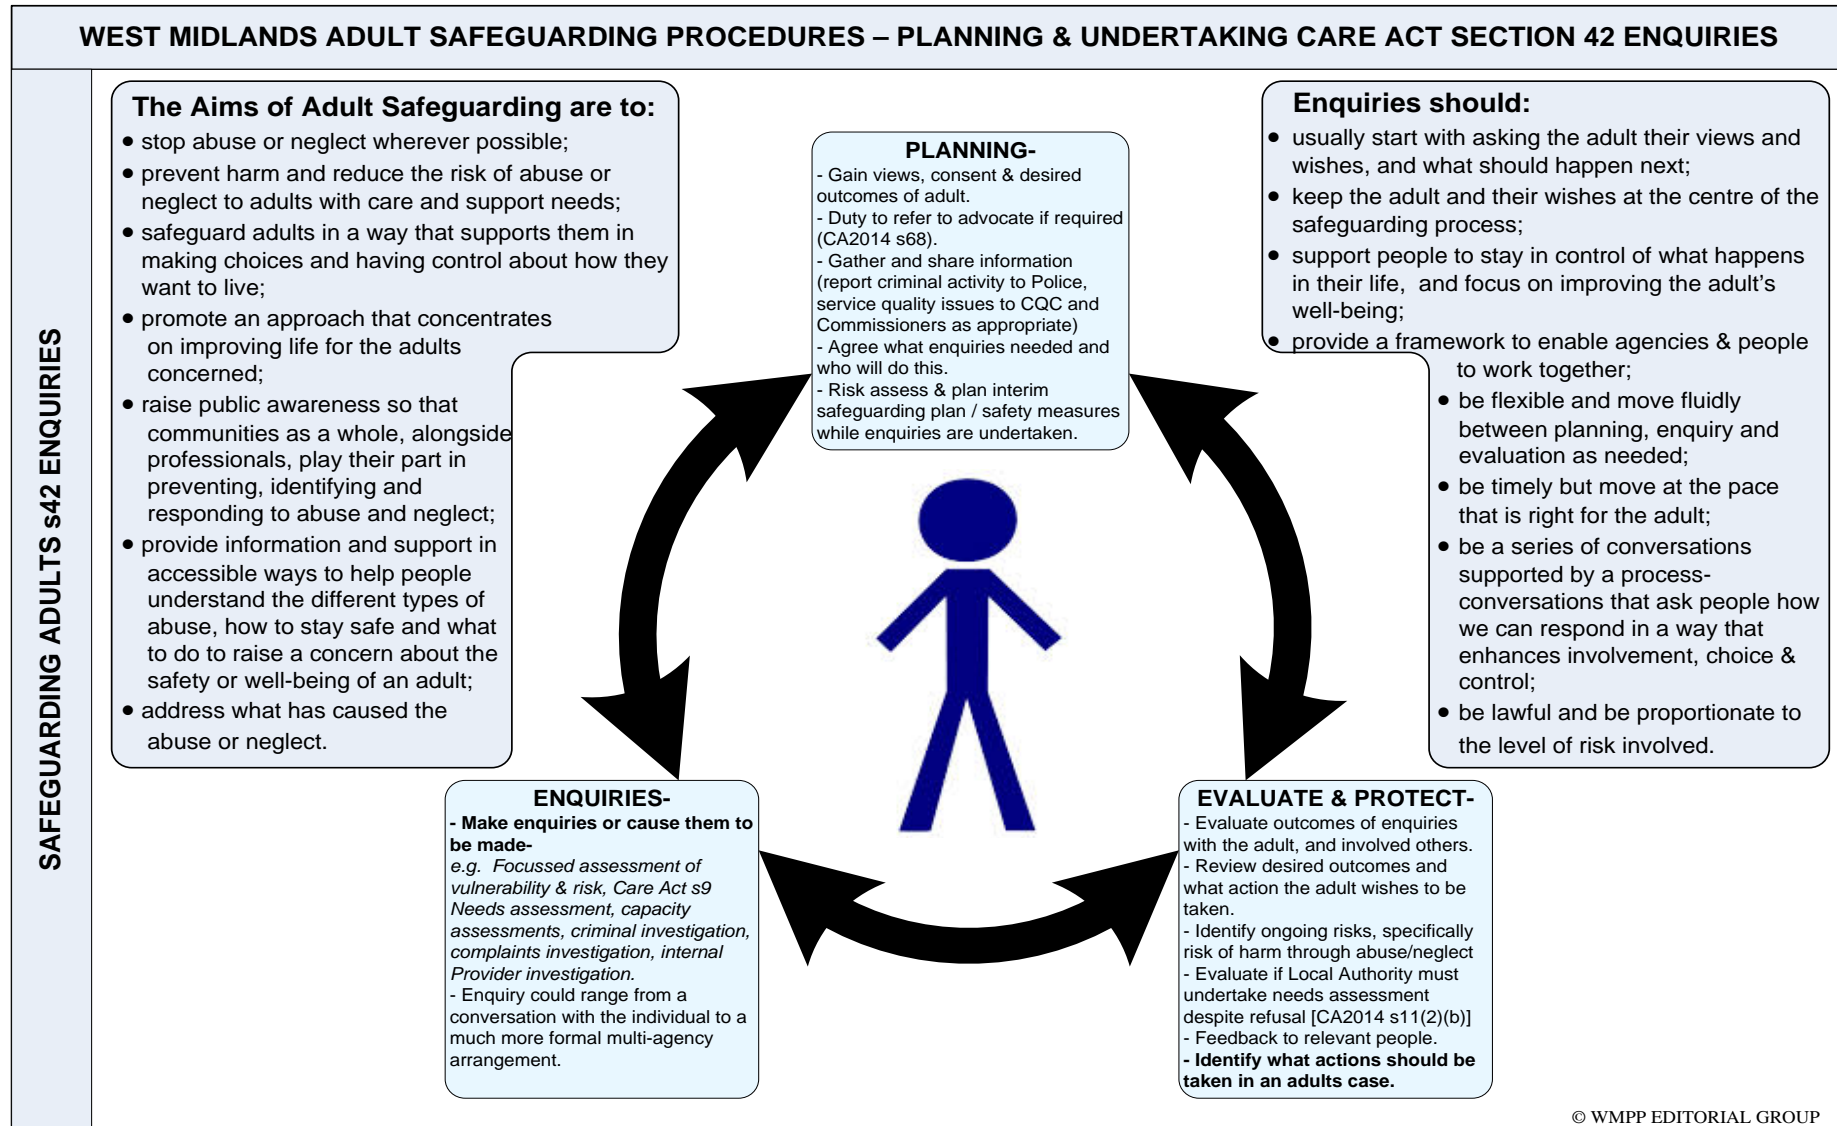 WEST MIDLANDS ADULT SAFEGUARDING PROCEDURES – PLANNING & UNDERTAKING CARE ACT SECTION 42 ENQUIRIES
SAFEGUARDING ADULTS s42 ENQUIRIES
The Aims of Adult Safeguarding are to:
• stop abuse or neglect wherever possible;
• prevent harm and reduce the risk of abuse or
neglect to adults with care and support needs;
• safeguard adults in a way that supports them in
making choices and having control about how they
want to live;
• promote an approach that concentrates
on improving life for the adults
concerned;
• raise public awareness so that
communities as a whole, alongside
professionals, play their part in
preventing, identifying and
responding to abuse and neglect;
• provide information and support in
accessible ways to help people
understand the different types of
abuse, how to stay safe and what
to do to raise a concern about the
safety or well-being of an adult;
• address what has caused the
abuse or neglect.
PLANNING-
- Gain views, consent & desired
outcomes of adult.
- Duty to refer to advocate if required
(CA2014 s68).
- Gather and share information
(report criminal activity to Police,
service quality issues to CQC and
Commissioners as appropriate)
- Agree what enquiries needed and
who will do this.
- Risk assess & plan interim
safeguarding plan / safety measures
while enquiries are undertaken.
Enquiries should:
• usually start with asking the adult their views and
wishes, and what should happen next;
• keep the adult and their wishes at the centre of the
safeguarding process;
• support people to stay in control of what happens
in their life,  and focus on improving the adult's
well-being;
• provide a framework to enable agencies & people
to work together;
• be flexible and move fluidly
between planning, enquiry and
evaluation as needed;
• be timely but move at the pace
that is right for the adult;
• be a series of conversations
supported by a process-
conversations that ask people how
we can respond in a way that
enhances involvement, choice &
control;
• be lawful and be proportionate to
the level of risk involved.
ENQUIRIES-
- Make enquiries or cause them to
be made-
e.g.  Focussed assessment of
vulnerability & risk, Care Act s9
Needs assessment, capacity
assessments, criminal investigation,
complaints investigation, internal
Provider investigation.
- Enquiry could range from a
conversation with the individual to a
much more formal multi-agency
arrangement.
EVALUATE & PROTECT-
- Evaluate outcomes of enquiries
with the adult, and involved others.
- Review desired outcomes and
what action the adult wishes to be
taken.
- Identify ongoing risks, specifically
risk of harm through abuse/neglect
- Evaluate if Local Authority must
undertake needs assessment
despite refusal [CA2014 s11(2)(b)]
- Feedback to relevant people.
- Identify what actions should be
taken in an adults case.
© WMPP EDITORIAL GROUP